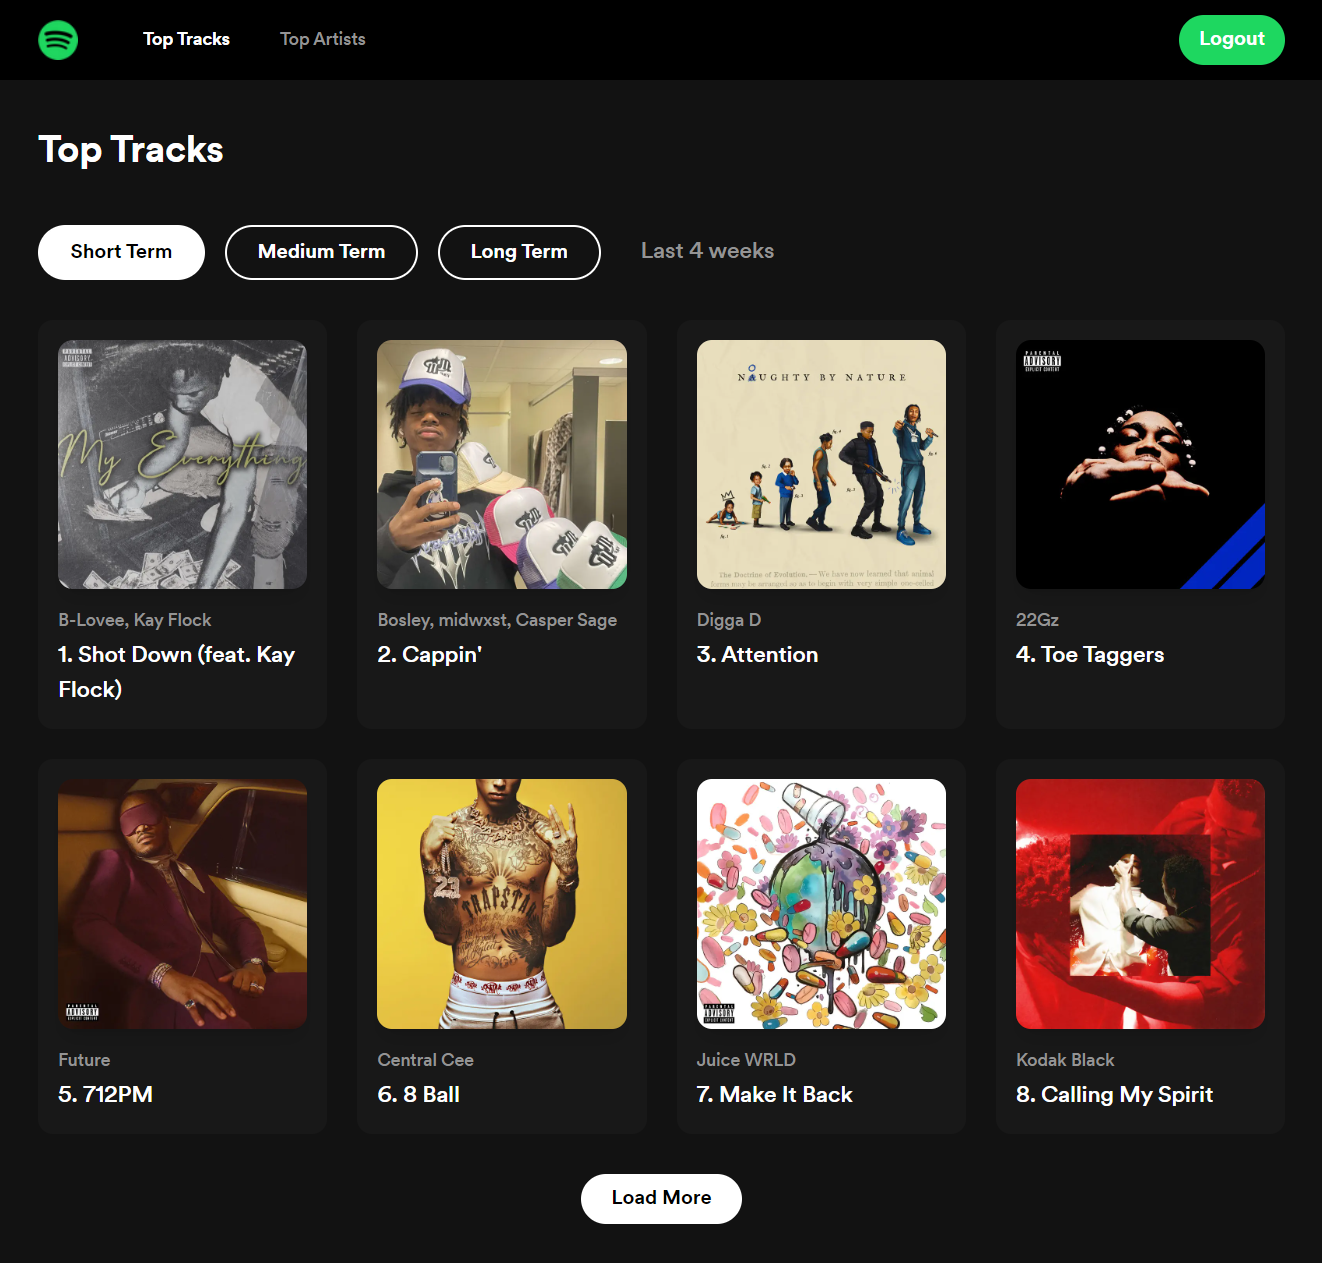 Top Tracks
Top Artists
Logout
Top Tracks
Short Term
Medium Term
Long Term
Last 4 weeks
PARENTAL
ADVISORY
EXPLICIT CONTENT
My Everything
NAUGHTY BY NATURE
The Doctrine of Evolution.— We have now learned that animal
forms may be arranged so as to begin with very simple one-celled
PARENTAL
ADVISORY
EXPLICIT CONTENT
B-Lovee, Kay Flock
1. Shot Down (feat. Kay
Flock)
Bosley, midwxst, Casper Sage
2. Cappin'
Digga D
3. Attention
22Gz
4. Toe Taggers
PARENTAL
ADVISORY
EXPLICIT CONTENT
23
TRAPSTAR
PARENTAL
ADVISORY
EXPLICIT CONTENT
Future
5. 712PM
Central Cee
6. 8 Ball
Juice WRLD
7. Make It Back
Kodak Black
8. Calling My Spirit
Load More